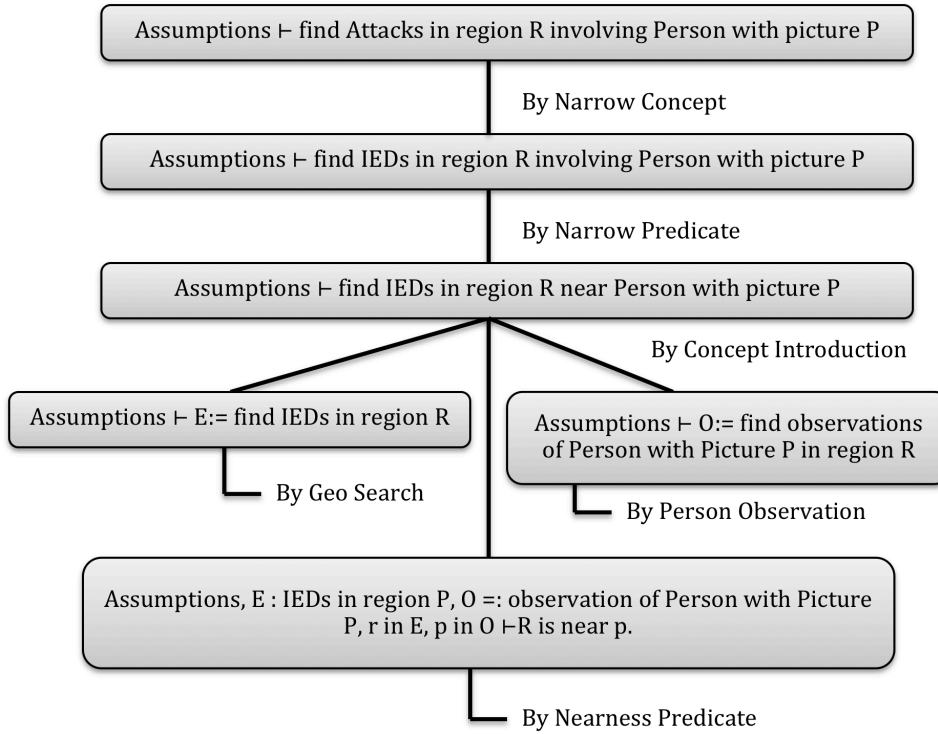 Assumptions ⊢ find Attacks in region R involving Person with picture P
By Narrow Concept
Assumptions ⊢ find IEDs in region R involving Person with picture P
By Narrow Predicate
Assumptions ⊢ find IEDs in region R near Person with picture P
By Concept Introduction
Assumptions ⊢ E:= find IEDs in region R
By Geo Search
Assumptions ⊢ O:= find observations
of Person with Picture P in region R
By Person Observation
Assumptions, E : IEDs in region P, O =: observation of Person with Picture
P, r in E, p in O ⊢R is near p.
By Nearness Predicate